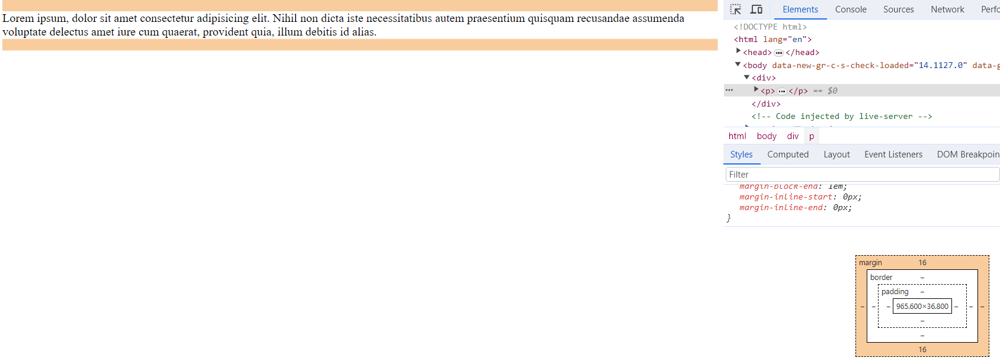 Lorem ipsum, dolor sit amet consectetur adipisicing elit. Nihil non dicta iste necessitatibus autem praesentium quisquam recusandae assumenda
voluptate delectus amet iure cum quaerat, provident quia, illum debitis id alias.
Elements Console Sources Network Perfo
<!DOCTYPE html>
<html lang="en">
<head> ••• </head>
<body data-new-gr-c-s-check-loaded="14.1127.0" data-g
<div>
••• <p> ••• </p> == $0
</div>
<!-- Code injected by live-server -->
html body div p
Styles Computed Layout Event Listeners DOM Breakpoin
Filter
margin-block-end: 1em;
margin-inline-start: 0px;
margin-inline-end: 0px;
}
margin 16
border –
padding –
– – – 965.600×36.800 – – –
–
–
16